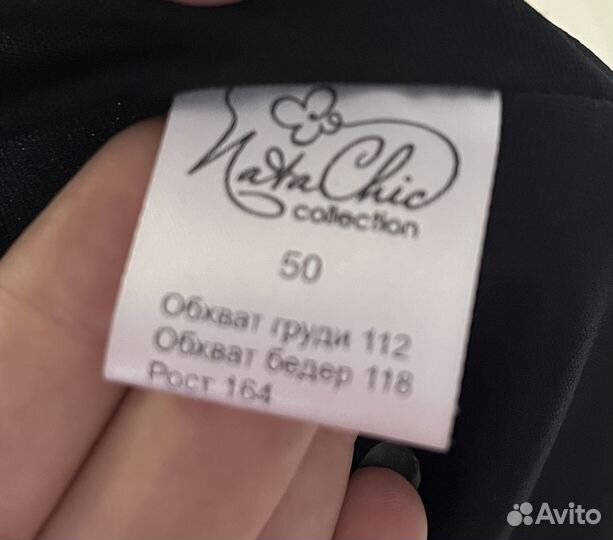 NataChic
collection
50
Обхват груди 112
Обхват бедер 118
Рост 164
Avito